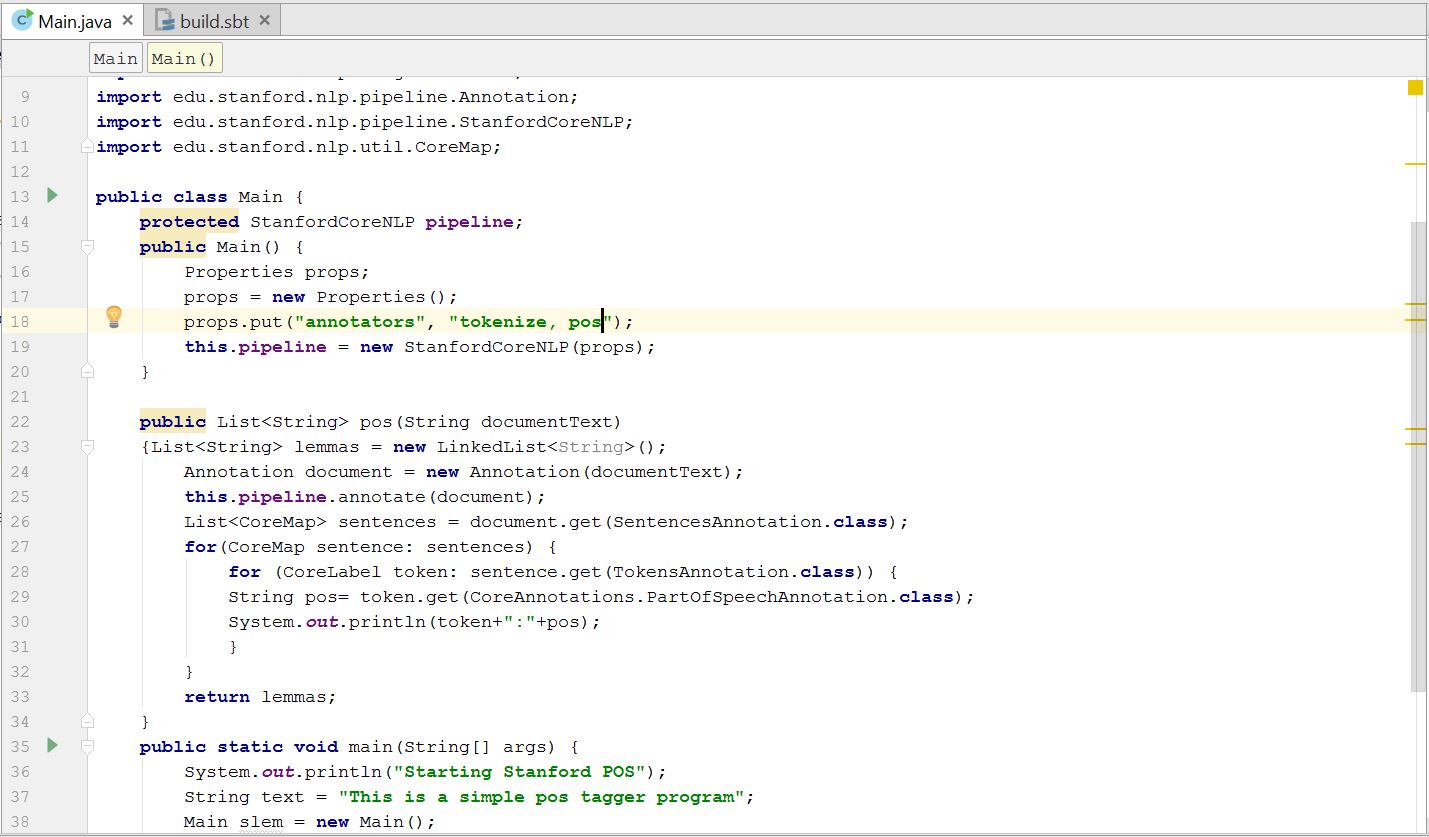 Main.java
build.sbt
Main
Main()
9 import edu.stanford.nlp.pipeline.Annotation;
10 import edu.stanford.nlp.pipeline.StanfordCoreNLP;
11 import edu.stanford.nlp.util.CoreMap;
12
13 public class Main {
14     protected StanfordCoreNLP pipeline;
15     public Main() {
16         Properties props;
17         props = new Properties();
18         props.put("annotators", "tokenize, pos");
19         this.pipeline = new StanfordCoreNLP(props);
20     }
21
22     public List<String> pos(String documentText)
23     {List<String> lemmas = new LinkedList<String>();
24         Annotation document = new Annotation(documentText);
25         this.pipeline.annotate(document);
26         List<CoreMap> sentences = document.get(SentencesAnnotation.class);
27         for(CoreMap sentence: sentences) {
28             for (CoreLabel token: sentence.get(TokensAnnotation.class)) {
29             String pos= token.get(CoreAnnotations.PartOfSpeechAnnotation.class);
30             System.out.println(token+":"+pos);
31             }
32         }
33         return lemmas;
34     }
35     public static void main(String[] args) {
36         System.out.println("Starting Stanford POS");
37         String text = "This is a simple pos tagger program";
38         Main slem = new Main();